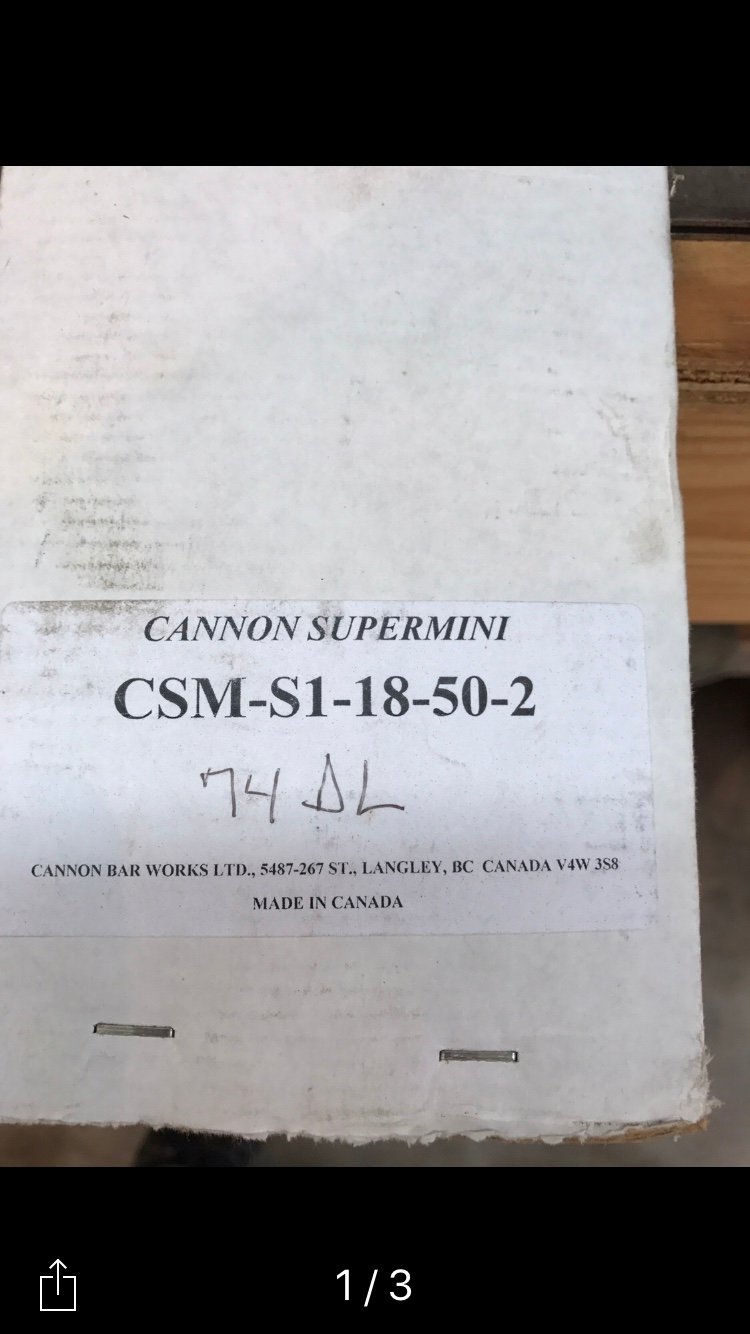 CANNON SUPERMINI
CSM-S1-18-50-2
74 DL
CANNON BAR WORKS LTD., 5487-267 ST., LANGLEY, BC CANADA V4W 3S8
MADE IN CANADA
1 / 3